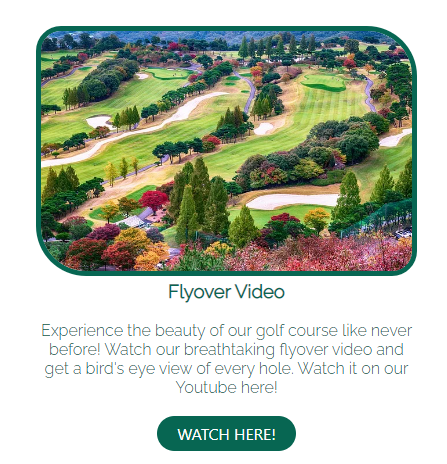 Flyover Video
Experience the beauty of our golf course like never
before! Watch our breathtaking flyover video and
get a bird's eye view of every hole. Watch it on our
Youtube here!
WATCH HERE!